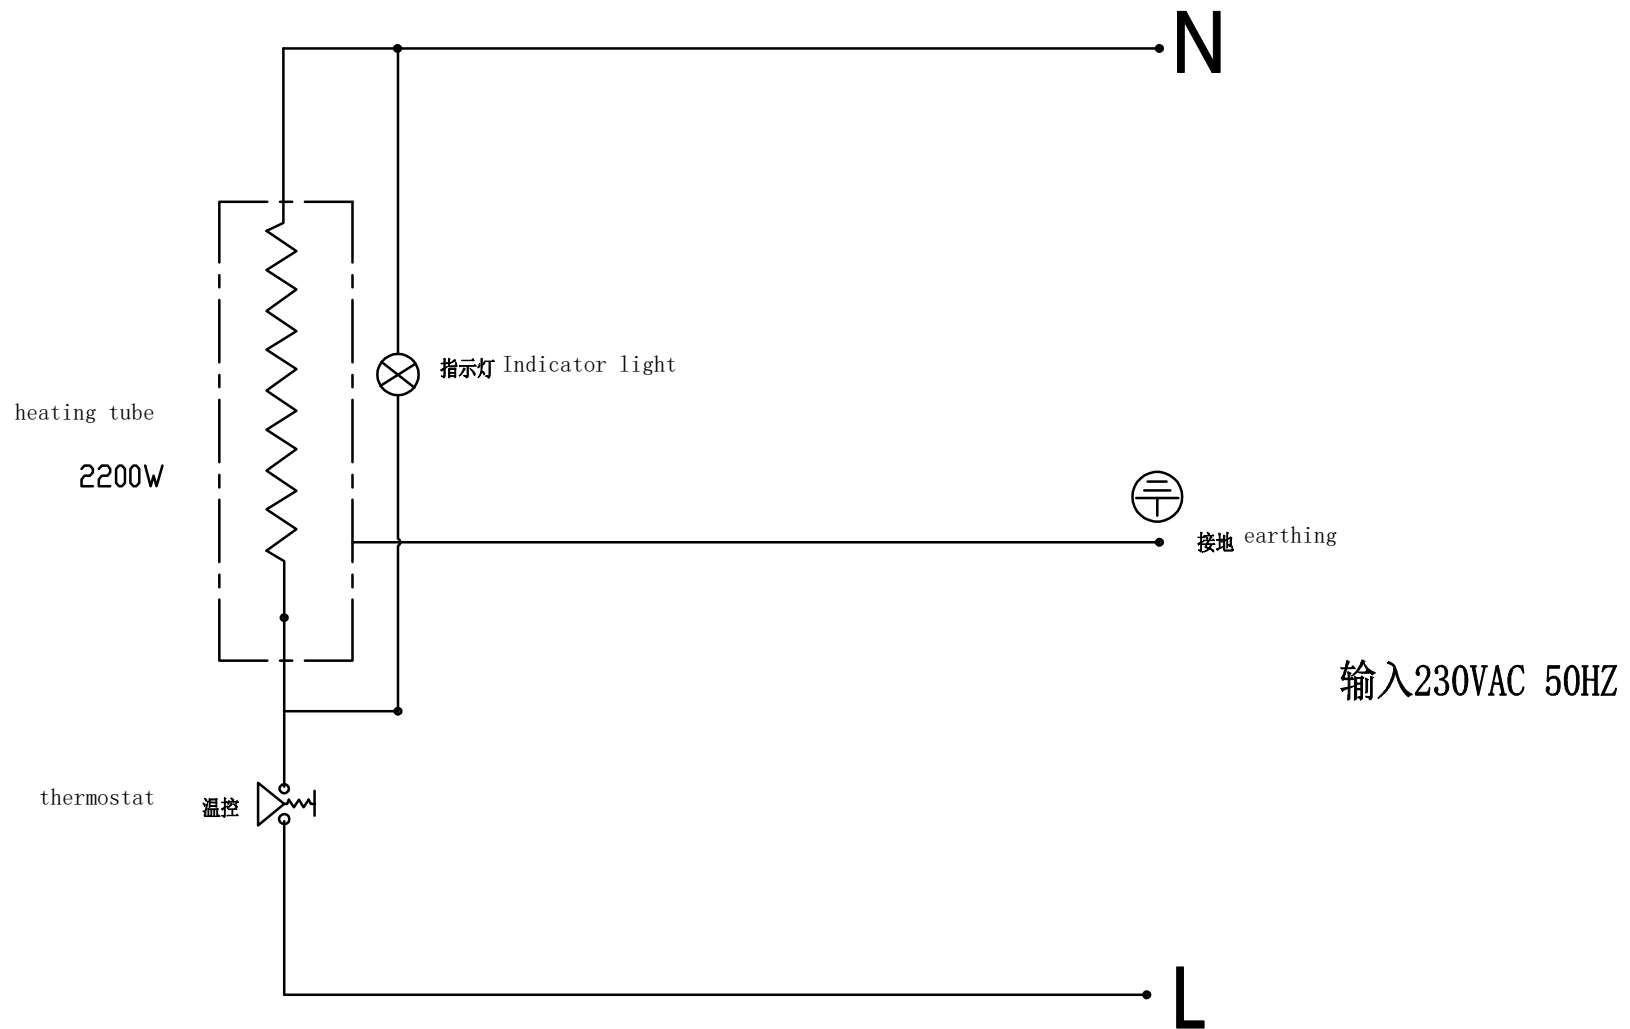 N
指示灯 Indicator light
heating tube
2200W
接地 earthing
输入230VAC 50HZ
thermostat 温控
L